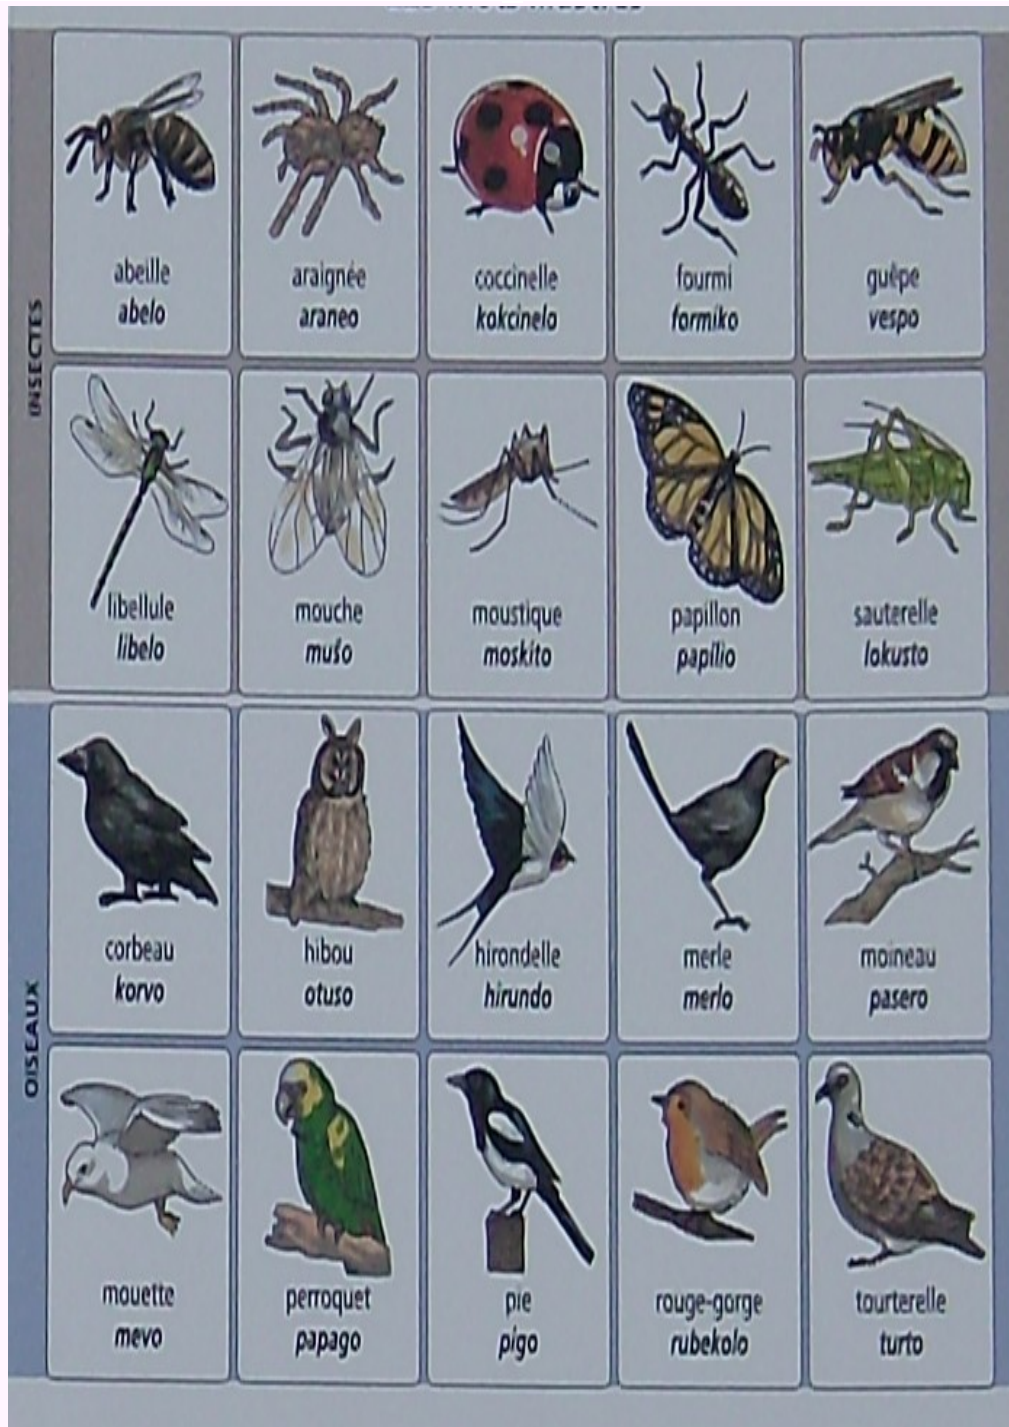 INSECTES
abeille
abelo
araignée
araneo
coccinelle
kokcinelo
fourmi
formiko
guêpe
vespo
libellule
libelo
mouche
muŝo
moustique
moskito
papillon
papilio
sauterelle
lokusto
OISEAUX
corbeau
korvo
hibou
otuso
hirondelle
hirundo
merle
merlo
moineau
pasero
mouette
mevo
perroquet
papago
pie
pigo
rouge-gorge
rubekolo
tourterelle
turto